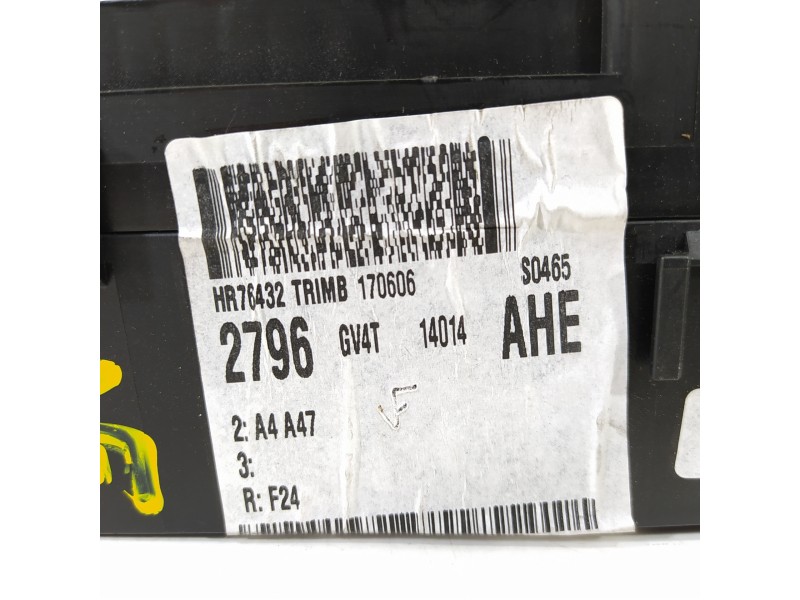 HR76432 TRIMB 170606 S0465
2796 GV4T 14014 AHE
2: A4 A47
3:
R: F24